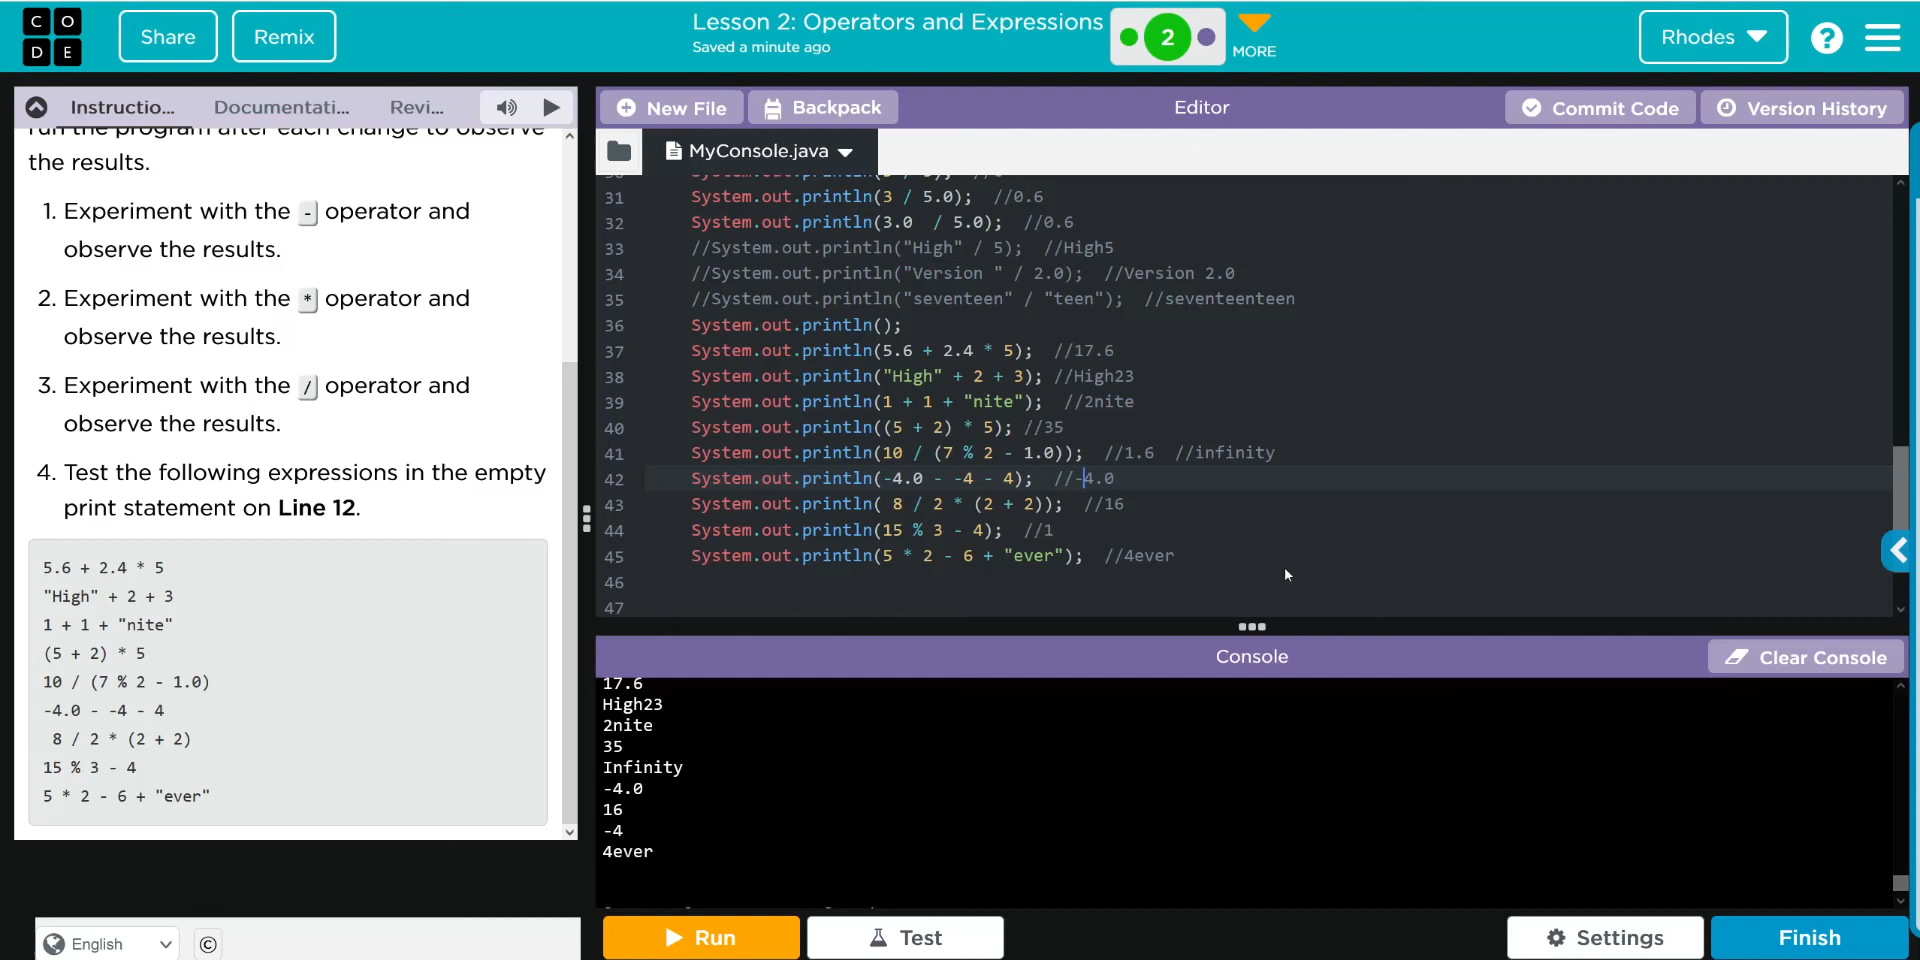 C O
D E
Share
Remix
Lesson 2: Operators and Expressions
Saved a minute ago
2
MORE
Rhodes
?
Instructio...
Documentati...
Revi...
New File
Backpack
Editor
Commit Code
Version History
MyConsole.java
run the program after each change to observe
the results.
1. Experiment with the - operator and
observe the results.
2. Experiment with the * operator and
observe the results.
3. Experiment with the / operator and
observe the results.
4. Test the following expressions in the empty
print statement on Line 12.
5.6 + 2.4 * 5
"High" + 2 + 3
1 + 1 + "nite"
(5 + 2) * 5
10 / (7 % 2 - 1.0)
-4.0 - -4 - 4
8 / 2 * (2 + 2)
15 % 3 - 4
5 * 2 - 6 + "ever"
31 System.out.println(3 / 5.0); //0.6
32 System.out.println(3.0  / 5.0); //0.6
33 //System.out.println("High" / 5);  //High5
34 //System.out.println("Version " / 2.0);  //Version 2.0
35 //System.out.println("seventeen" / "teen");  //seventeenteen
36 System.out.println();
37 System.out.println(5.6 + 2.4 * 5);  //17.6
38 System.out.println("High" + 2 + 3); //High23
39 System.out.println(1 + 1 + "nite");  //2nite
40 System.out.println((5 + 2) * 5); //35
41 System.out.println(10 / (7 % 2 - 1.0));  //1.6  //infinity
42 System.out.println(-4.0 - -4 - 4);  //-4.0
43 System.out.println( 8 / 2 * (2 + 2));  //16
44 System.out.println(15 % 3 - 4);  //1
45 System.out.println(5 * 2 - 6 + "ever");  //4ever
46
47
Console
Clear Console
17.6
High23
2nite
35
Infinity
-4.0
16
-4
4ever
English
©
Run
Test
Settings
Finish